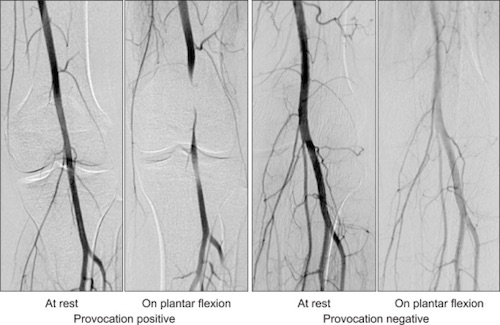 At rest On plantar flexion At rest On plantar flexion
Provocation positive Provocation negative